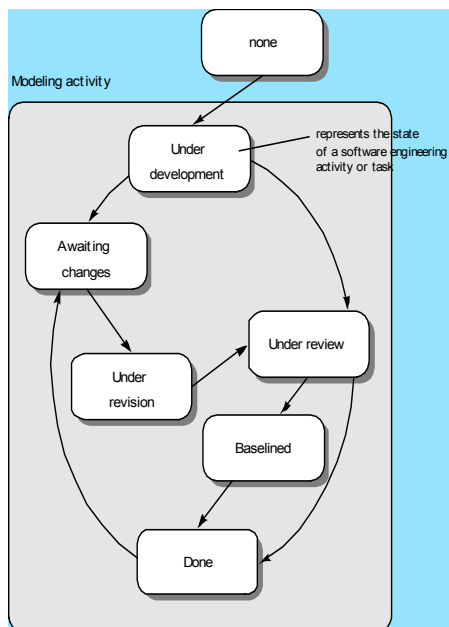 none
Modeling activity
represents the state
of a software engineering
activity or task
Under
development
Awaiting
changes
Under review
Under
revision
Baselined
Done